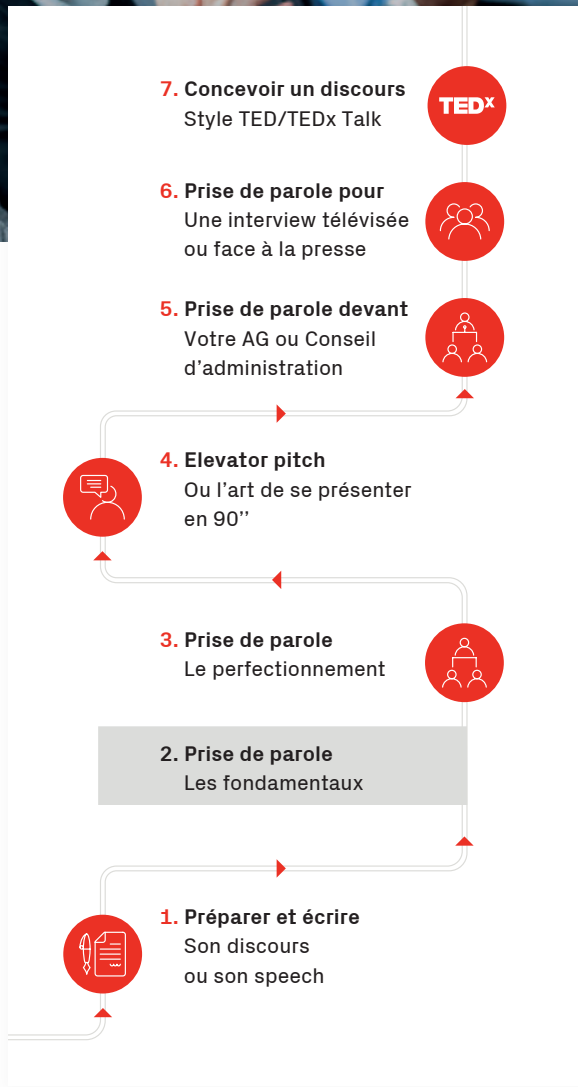 7. Concevoir un discours
Style TED/TEDx Talk
TEDx
6. Prise de parole pour
Une interview télévisée
ou face à la presse
5. Prise de parole devant
Votre AG ou Conseil
d’administration
4. Elevator pitch
Ou l’art de se présenter
en 90’’
3. Prise de parole
Le perfectionnement
2. Prise de parole
Les fondamentaux
1. Préparer et écrire
Son discours
ou son speech